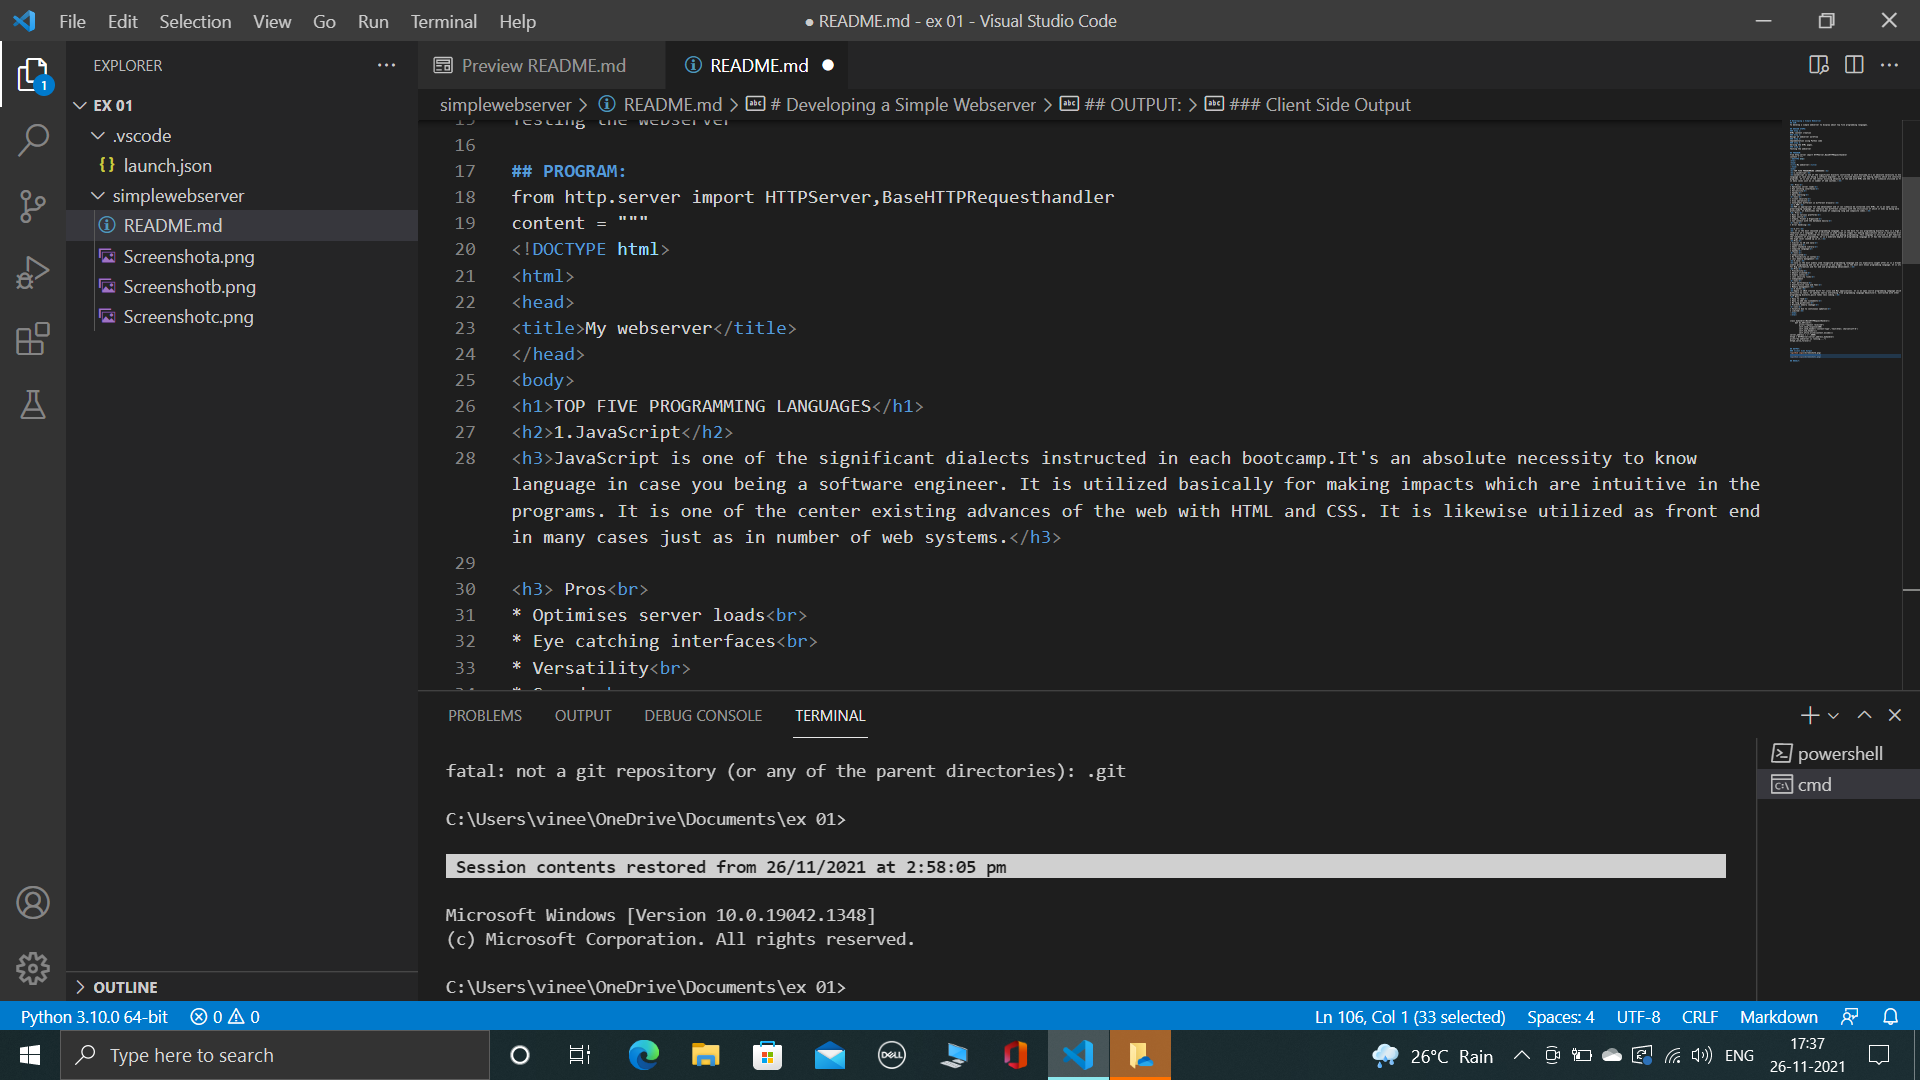 File Edit Selection View Go Run Terminal Help
● README.md - ex 01 - Visual Studio Code
EXPLORER
1
EX 01
.vscode
{} launch.json
simplewebserver
README.md
Screenshota.png
Screenshotb.png
Screenshotc.png
OUTLINE
Preview README.md
README.md
simplewebserver > README.md > # Developing a Simple Webserver > ## OUTPUT: > ### Client Side Output
15 Testing the webserver
16
17 ## PROGRAM:
18 from http.server import HTTPServer,BaseHTTPRequesthandler
19 content = """
20 <!DOCTYPE html>
21 <html>
22 <head>
23 <title>My webserver</title>
24 </head>
25 <body>
26 <h1>TOP FIVE PROGRAMMING LANGUAGES</h1>
27 <h2>1.JavaScript</h2>
28 <h3>JavaScript is one of the significant dialects instructed in each bootcamp.It's an absolute necessity to know
language in case you being a software engineer. It is utilized basically for making impacts which are intuitive in the
programs. It is one of the center existing advances of the web with HTML and CSS. It is likewise utilized as front end
in many cases just as in number of web systems.</h3>
29
30 <h3> Pros<br>
31 * Optimises server loads<br>
32 * Eye catching interfaces<br>
33 * Versatility<br>
PROBLEMS OUTPUT DEBUG CONSOLE TERMINAL
fatal: not a git repository (or any of the parent directories): .git
C:\Users\vinee\OneDrive\Documents\ex 01>
Session contents restored from 26/11/2021 at 2:58:05 pm
Microsoft Windows [Version 10.0.19042.1348]
(c) Microsoft Corporation. All rights reserved.
C:\Users\vinee\OneDrive\Documents\ex 01>
powershell
cmd
Python 3.10.0 64-bit 0 0
Ln 106, Col 1 (33 selected) Spaces: 4 UTF-8 CRLF Markdown
Type here to search
DELL
26°C Rain
ENG
17:37
26-11-2021